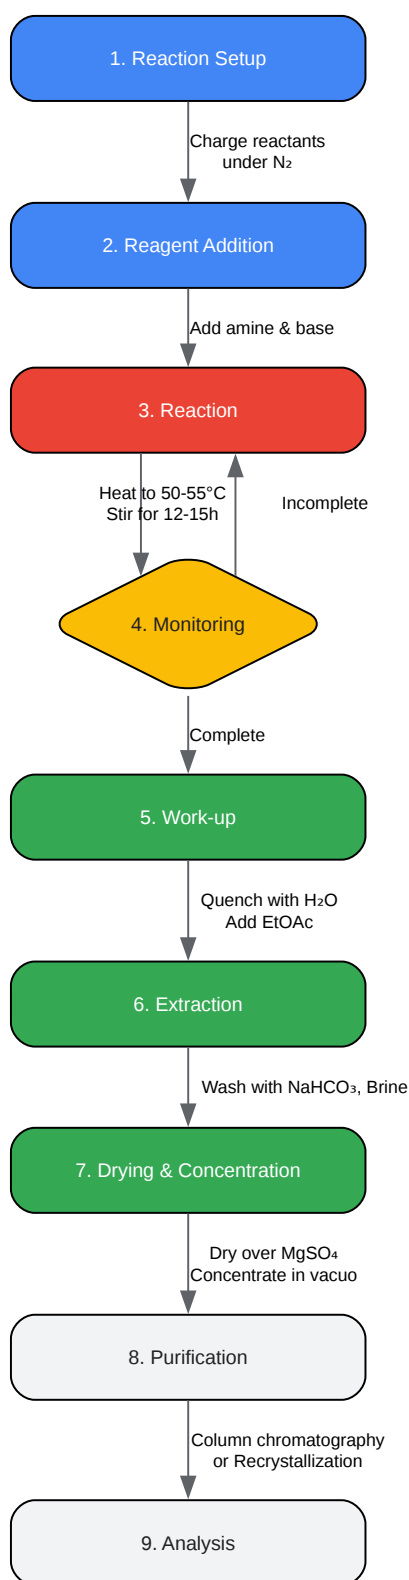 1. Reaction Setup
Charge reactants
under N₂
2. Reagent Addition
Add amine & base
3. Reaction
Heat to 50-55°C
Stir for 12-15h
Incomplete
4. Monitoring
Complete
5. Work-up
Quench with H₂O
Add EtOAc
6. Extraction
Wash with NaHCO₃, Brine
7. Drying & Concentration
Dry over MgSO₄
Concentrate in vacuo
8. Purification
Column chromatography
or Recrystallization
9. Analysis